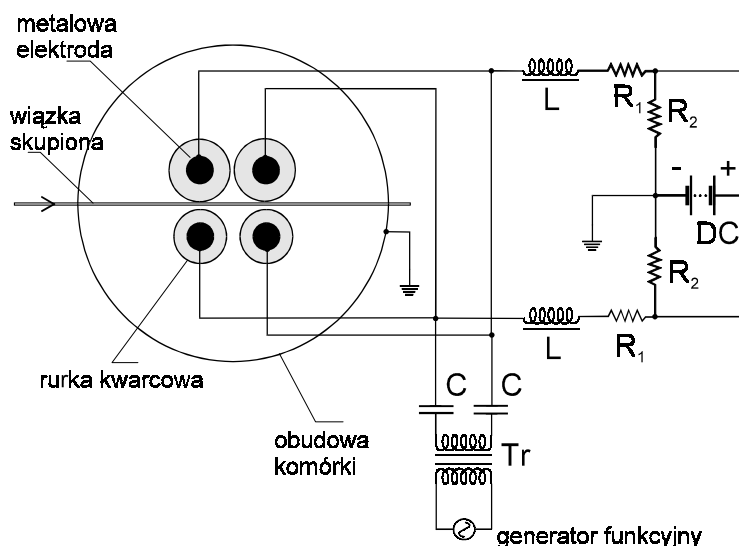 metalowa
elektroda
wiązka
skupiona
L
R1
R2
- +
DC
R2
L
R1
rurka kwarcowa
C C
obudowa
komórki
Tr
generator funkcyjny